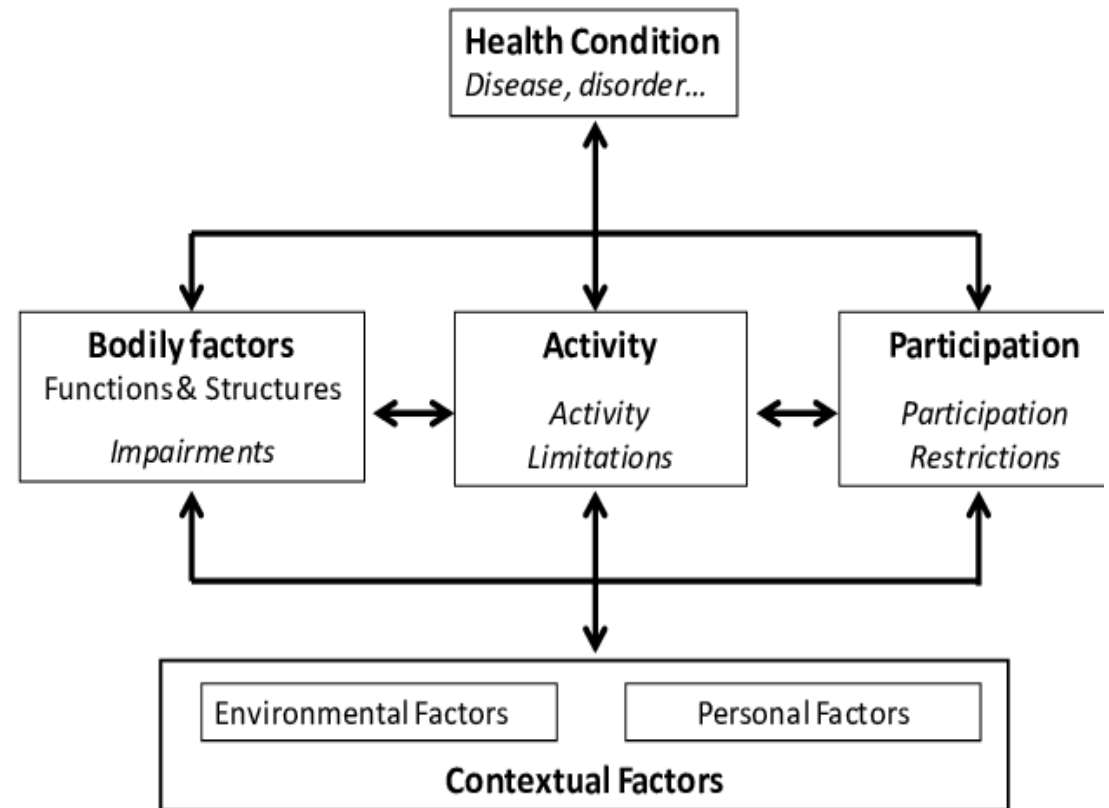 Health Condition
Disease, disorder...
Bodily factors
Functions & Structures
Impairments
Activity
Activity
Limitations
Participation
Participation
Restrictions
Environmental Factors
Personal Factors
Contextual Factors